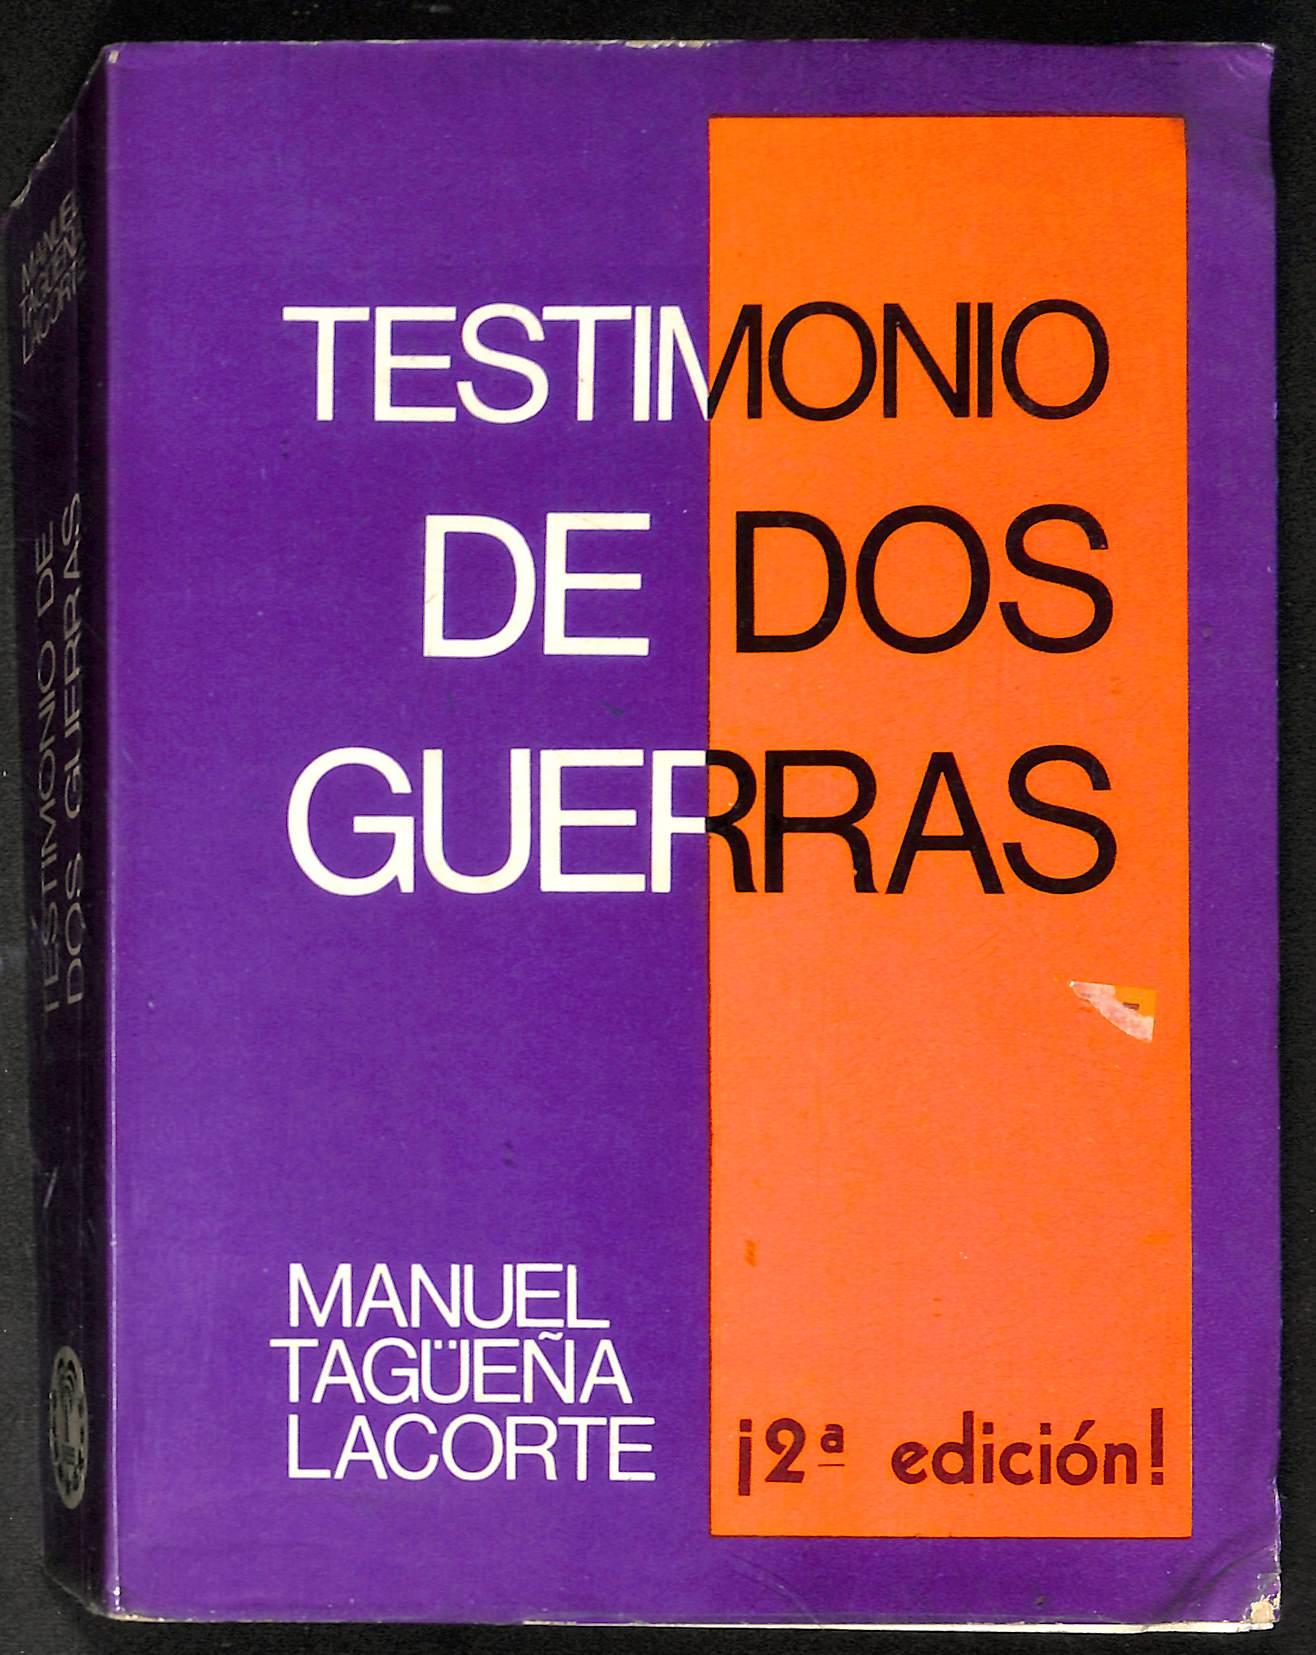 TESTIMONIO
DE DOS
GUERRAS
MANUEL
TAGÜEÑA
LACORTE
¡2ª edición!
MANUEL
TAGÜEÑA
LACORTE
TESTIMONIO DE
DOS GUERRAS